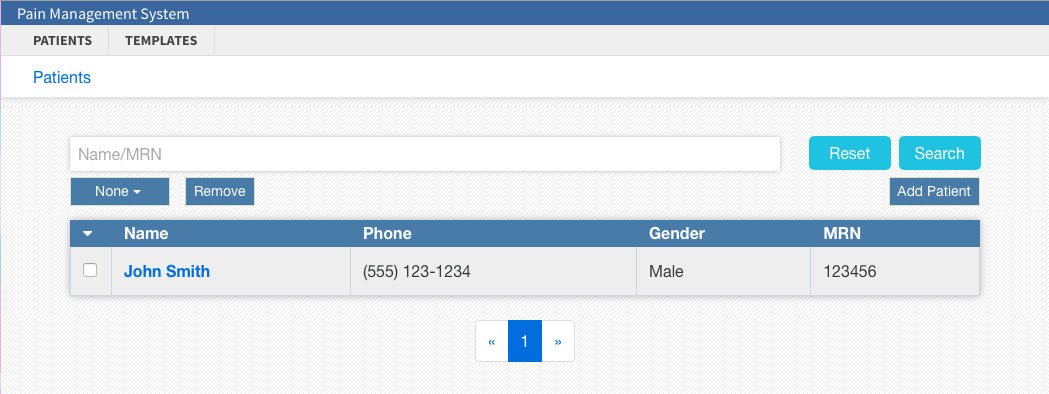 Pain Management System
PATIENTS TEMPLATES
Patients
Name/MRN Reset Search
None Remove Add Patient
Name Phone Gender MRN
John Smith (555) 123-1234 Male 123456
« 1 »